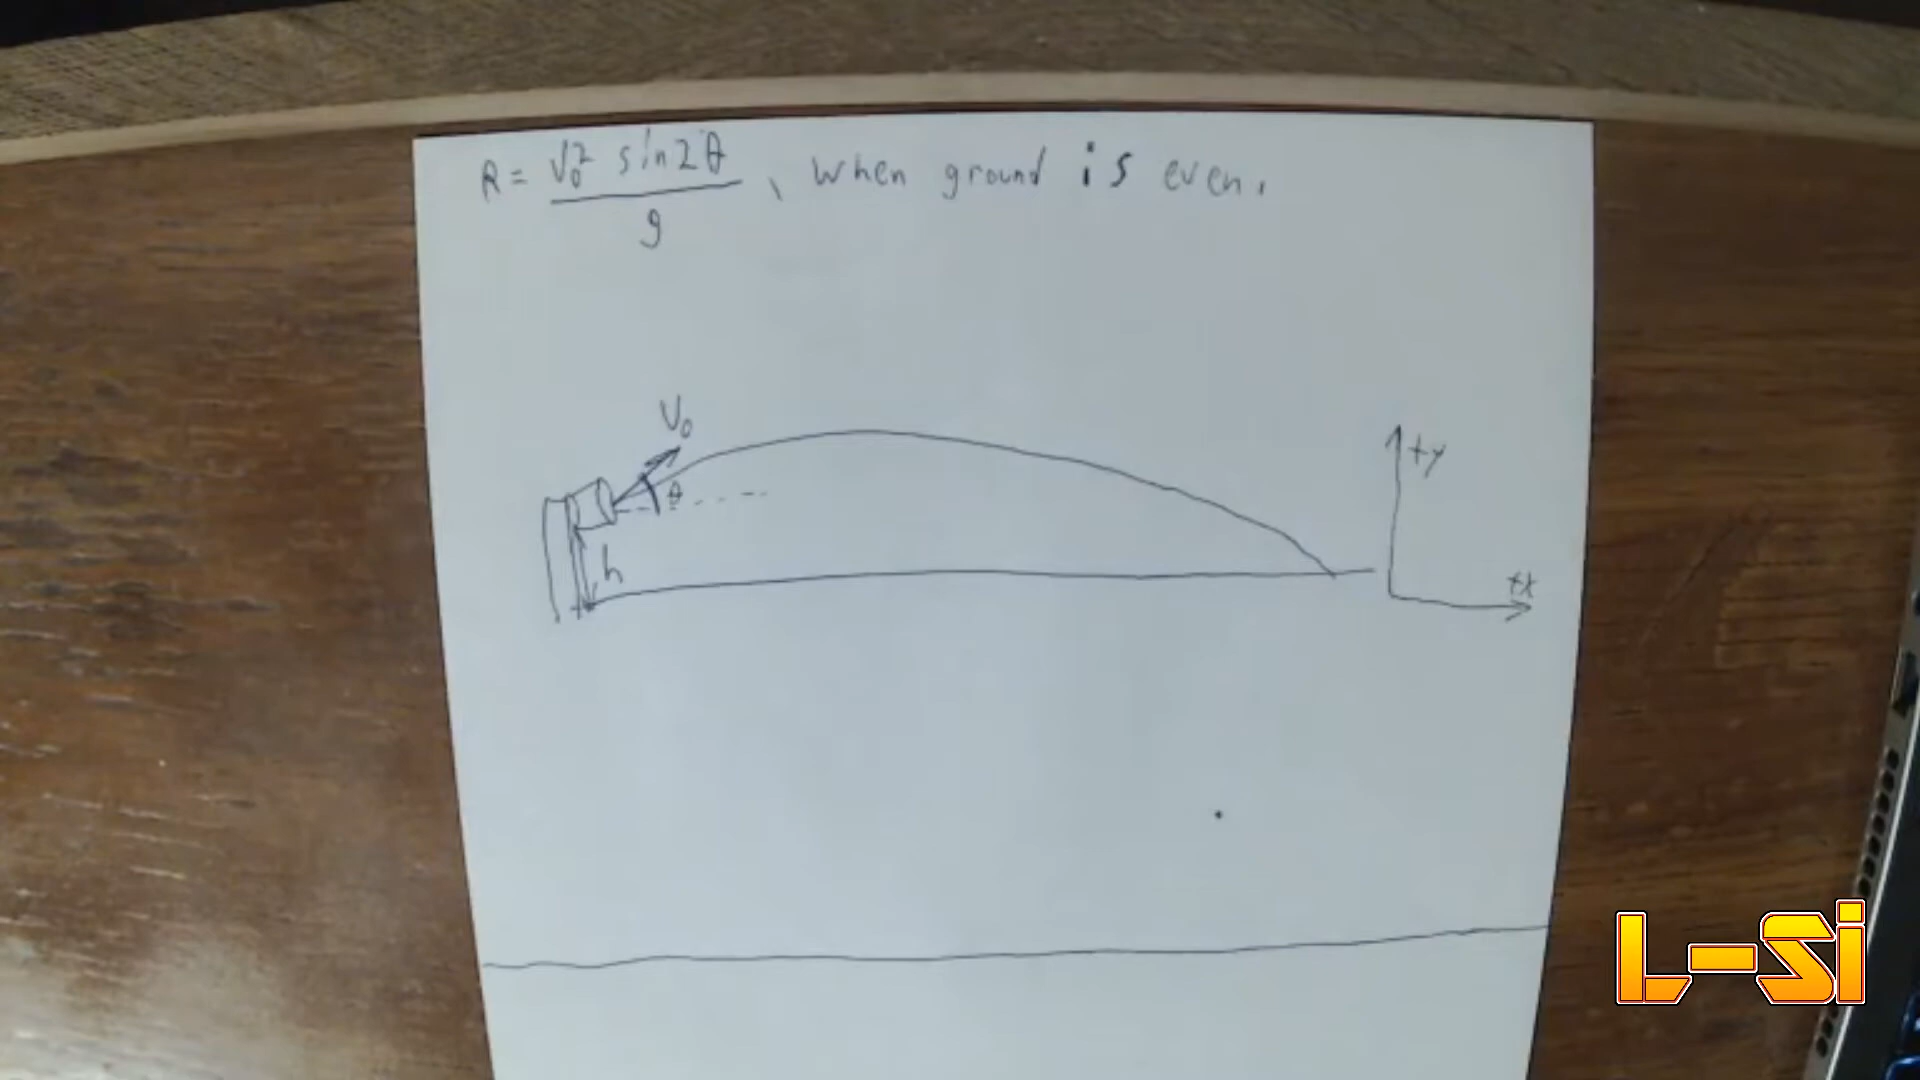 R = V₀² sin2θ / g , when ground is even.
V₀
+y
θ
h
+x
L-Si